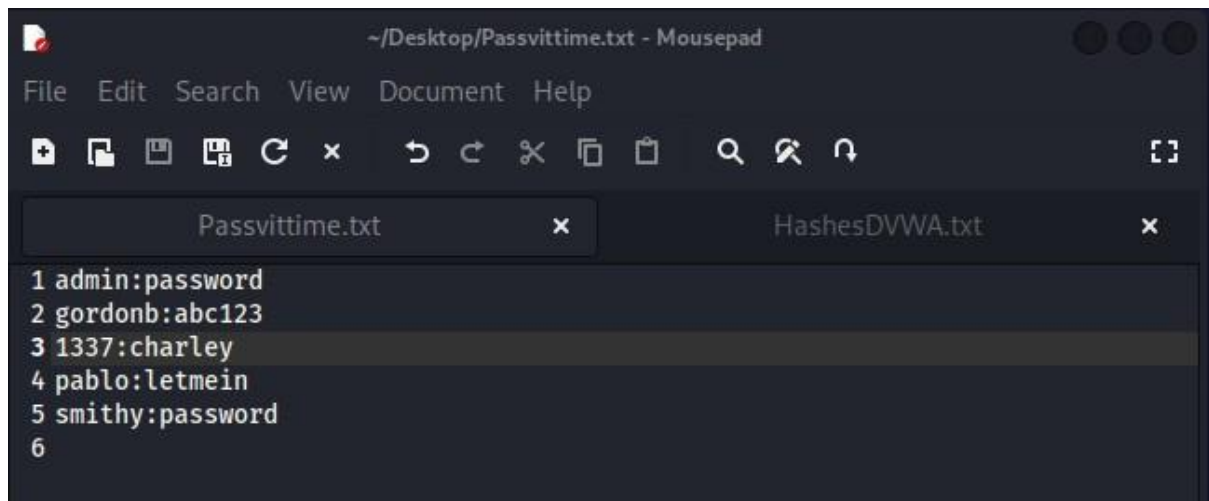 ~/Desktop/Passvittime.txt - Mousepad
File Edit Search View Document Help
Passvittime.txt HashesDVWA.txt
1 admin:password
2 gordonb:abc123
3 1337:charley
4 pablo:letmein
5 smithy:password
6